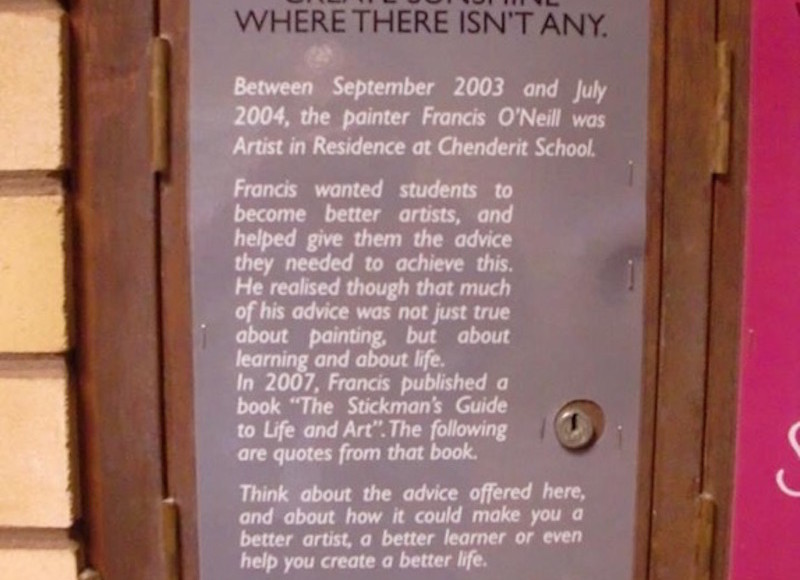 CREATE SUNSHINE
WHERE THERE ISN'T ANY.
Between September 2003 and July
2004, the painter Francis O'Neill was
Artist in Residence at Chenderit School.
Francis wanted students to
become better artists, and
helped give them the advice
they needed to achieve this.
He realised though that much
of his advice was not just true
about painting, but about
learning and about life.
In 2007, Francis published a
book “The Stickman's Guide
to Life and Art”. The following
are quotes from that book.
Think about the advice offered here,
and about how it could make you a
better artist, a better learner or even
help you create a better life.